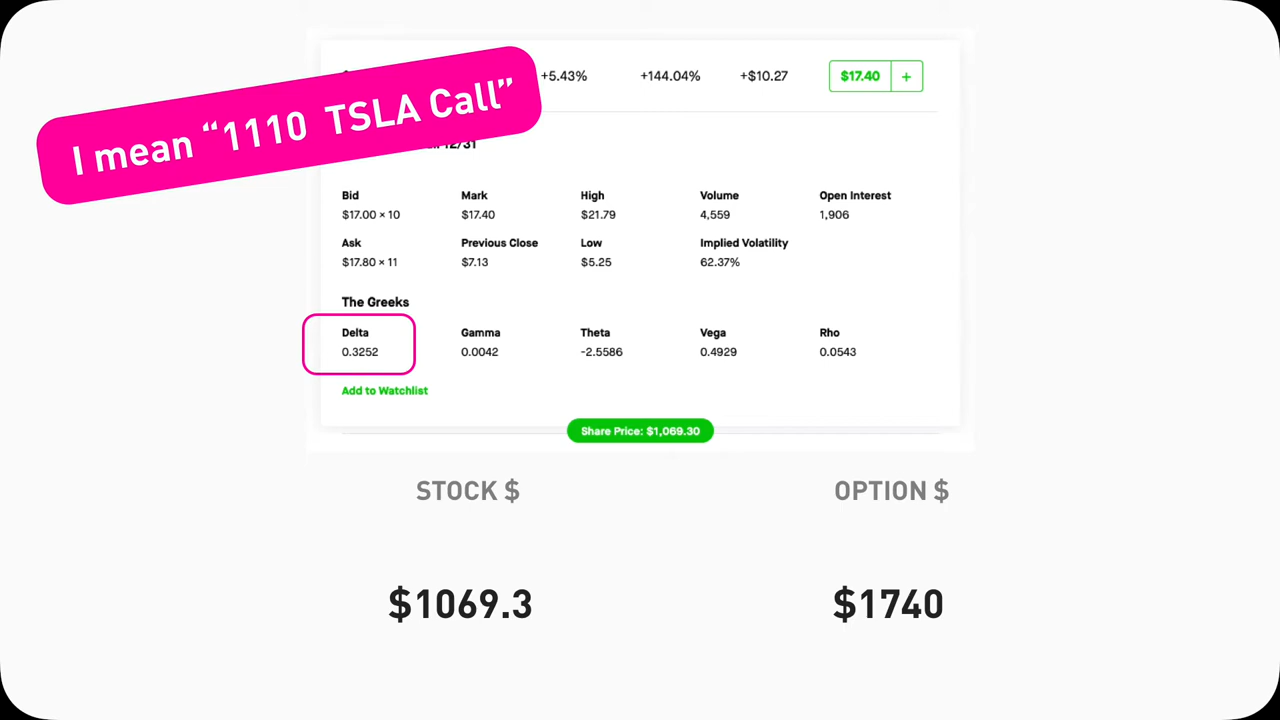 I mean “1110 TSLA Call”
+5.43% +144.04% +$10.27 $17.40 +
12/31
Bid Mark High Volume Open Interest
$17.00 × 10 $17.40 $21.79 4,559 1,906
Ask Previous Close Low Implied Volatility
$17.80 × 11 $7.13 $5.25 62.37%
The Greeks
Delta Gamma Theta Vega Rho
0.3252 0.0042 -2.5586 0.4929 0.0543
Add to Watchlist
Share Price: $1,069.30
STOCK $ OPTION $
$1069.3 $1740